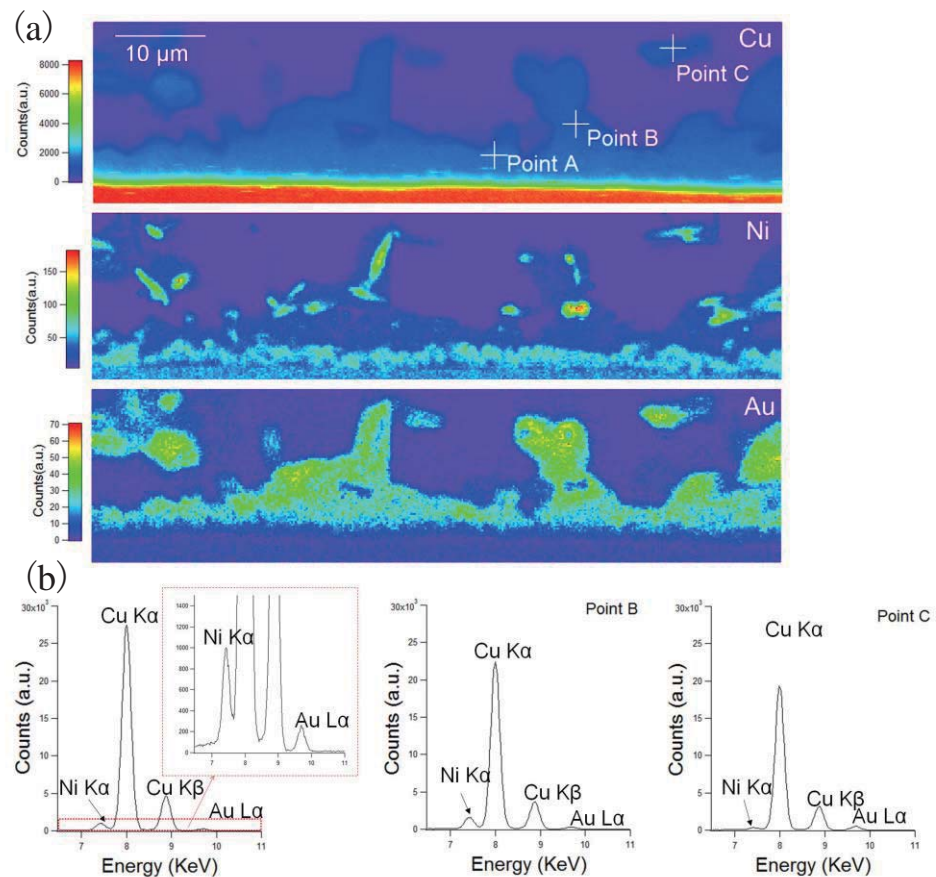 (a)
10 μm
Cu
Point C
Point B
Point A
Counts(a.u.)
8000
6000
4000
2000
0
Ni
Counts(a.u.)
150
100
50
Au
Counts(a.u.)
70
60
50
40
30
20
10
0
(b)
30x10³
25
20
15
10
5
0
Counts (a.u.)
Cu Kα
Ni Kα
Cu Kβ
Au Lα
7 8 9 10 11
Energy (KeV)
1400
1200
1000
800
600
400
200
0
Ni Kα
Au Lα
7 8 9 10 11
Point B
30x10³
25
20
15
10
5
0
Counts (a.u.)
Cu Kα
Ni Kα
Cu Kβ
Au Lα
7 8 9 10 11
Energy (KeV)
Point C
30x10³
25
20
15
10
5
0
Counts (a.u.)
Cu Kα
Ni Kα
Cu Kβ
Au Lα
7 8 9 10 11
Energy (KeV)